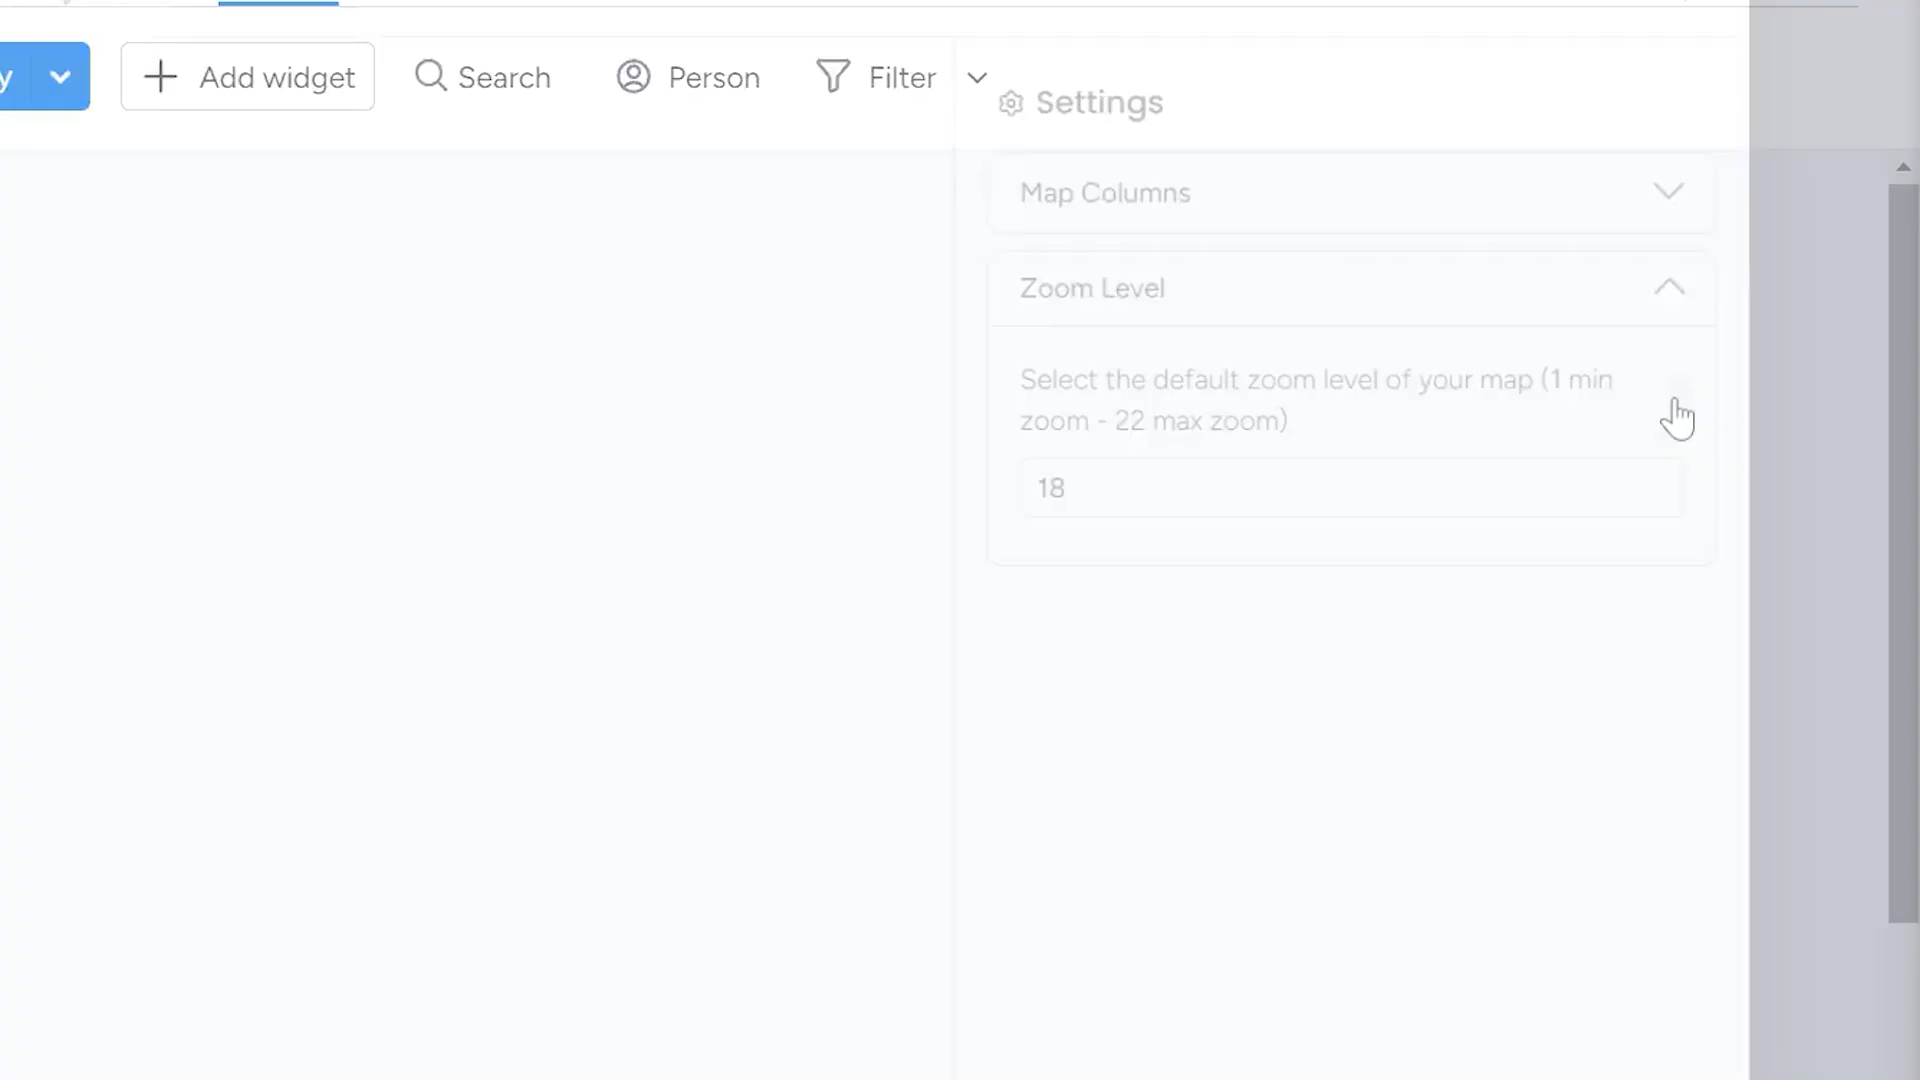 y
Add widget
Search
Person
Filter
Settings
Map Columns
Zoom Level
Select the default zoom level of your map (1 min
zoom - 22 max zoom)
18